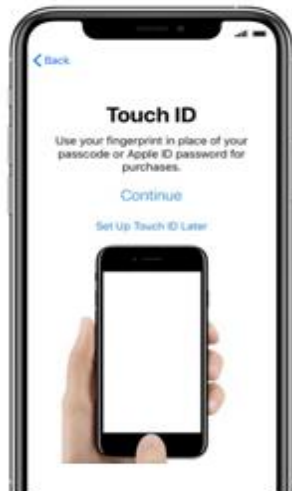 Back
Touch ID
Use your fingerprint in place of your
passcode or Apple ID password for
purchases.
Continue
Set Up Touch ID Later